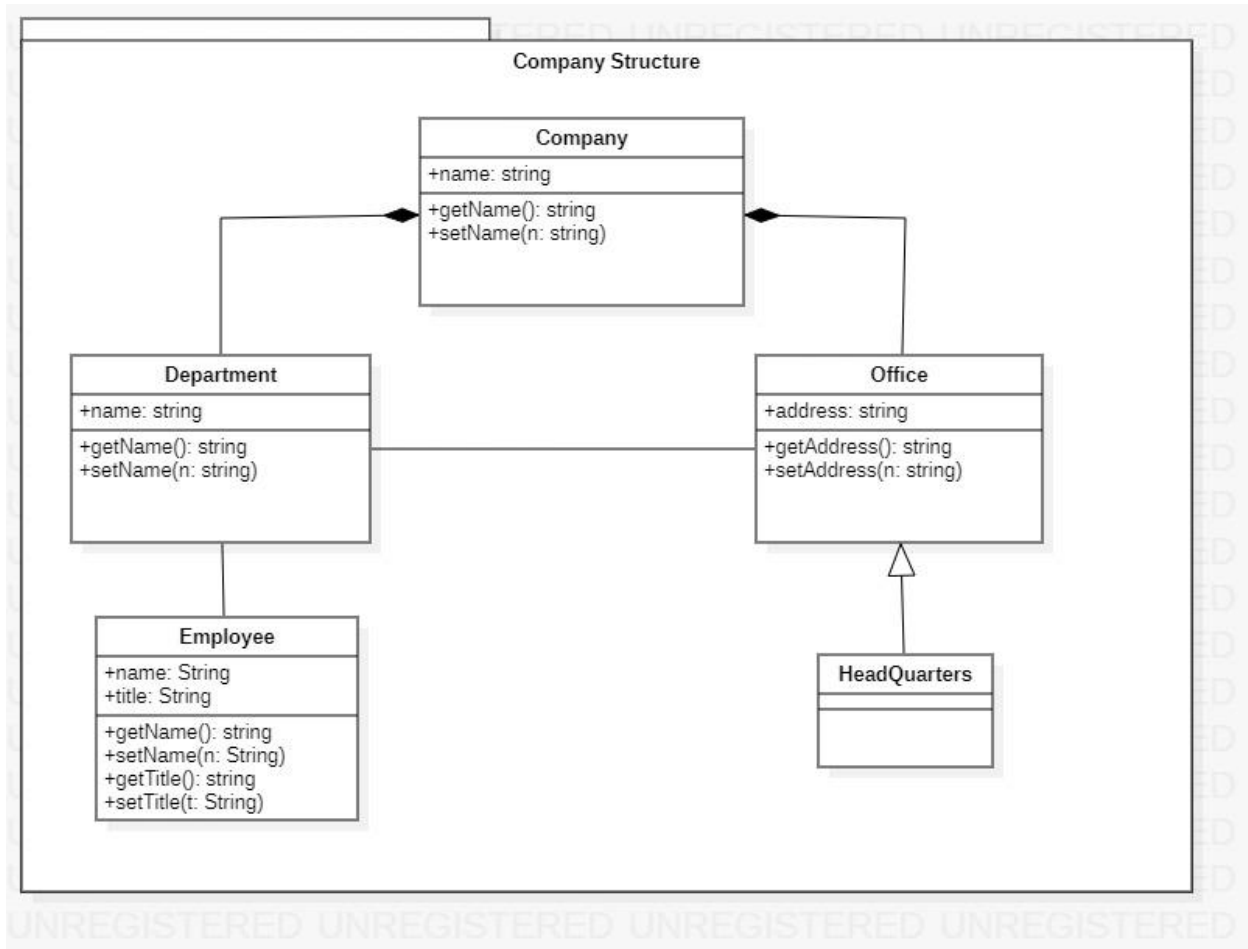 Company Structure
Company
+name: string
+getName(): string
+setName(n: string)
Department
+name: string
+getName(): string
+setName(n: string)
Office
+address: string
+getAddress(): string
+setAddress(n: string)
Employee
+name: String
+title: String
+getName(): string
+setName(n: String)
+getTitle(): string
+setTitle(t: String)
HeadQuarters
UNREGISTERED UNREGISTERED UNREGISTERED UNREGISTERED